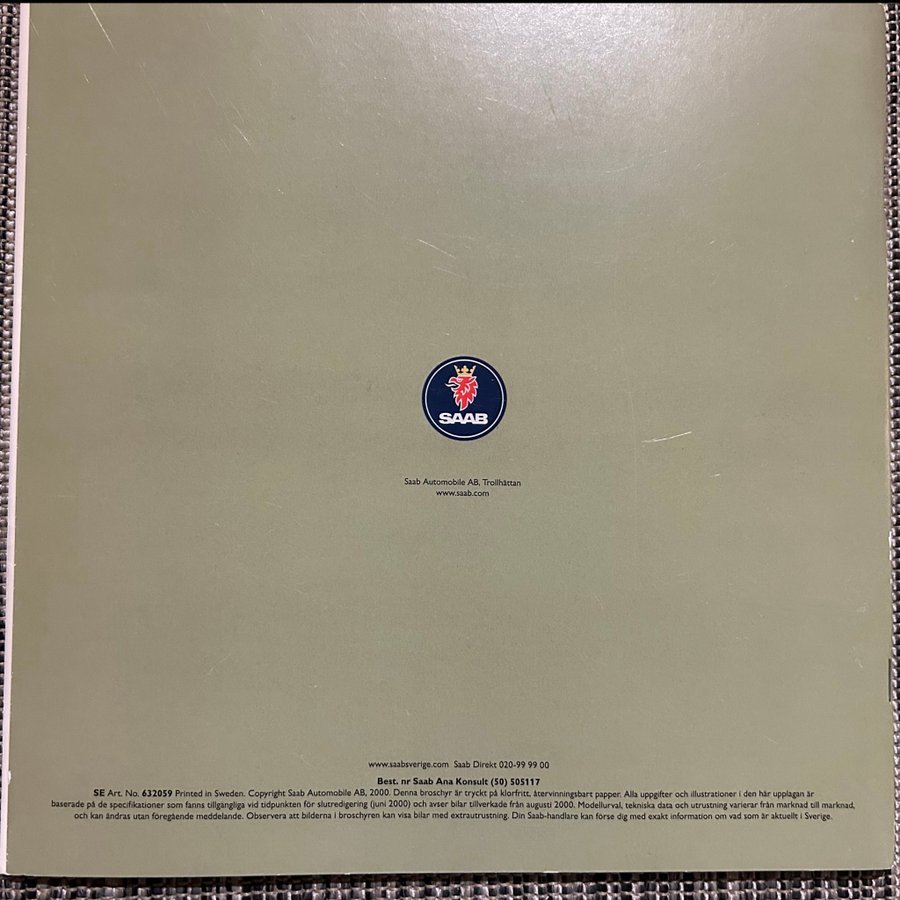 SAAB
Saab Automobile AB, Trollhättan
www.saab.com
www.saabsverige.com Saab Direkt 020-99 99 00
Best. nr Saab Ana Konsult (50) 505117
SE Art. No. 632059 Printed in Sweden. Copyright Saab Automobile AB, 2000. Denna broschyr är tryckt på klorfritt, återvinningsbart papper. Alla uppgifter och illustrationer i den här upplagan är
baserade på de specifikationer som fanns tillgängliga vid tidpunkten för slutredigering (juni 2000) och avser bilar tillverkade från augusti 2000. Modellurval, tekniska data och utrustning varierar från marknad till marknad,
och kan ändras utan föregående meddelande. Observera att bilderna i broschyren kan visa bilar med extrautrustning. Din Saab-handlare kan förse dig med exakt information om vad som är aktuellt i Sverige.